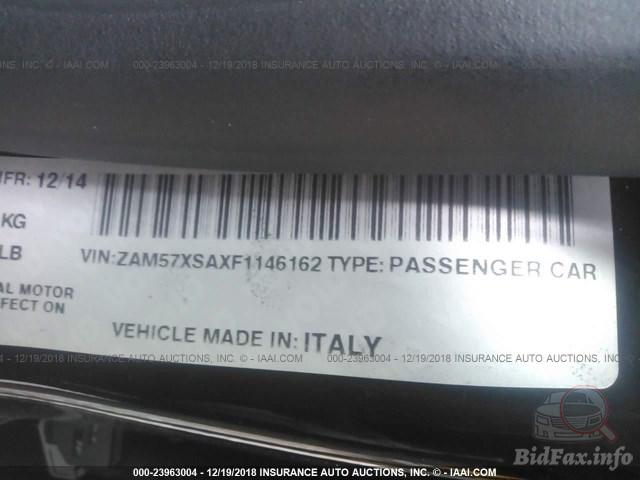 INC. - IAAI.COM 000-23963004 - 12/19/2018 INSURANCE AUTO AUCTIONS, INC. - IAAI.COM
MFR: 12/14
KG
LB
VIN:ZAM57XSAXF1146162 TYPE: PASSENGER CAR
MOTOR
EFFECT ON
VEHICLE MADE IN: ITALY
000-23963004 - 12/19/2018 INSURANCE AUTO AUCTIONS, INC. - IAAI.COM 000-23963004 - 12/19/2018 INSURANCE AUTO AUCTIONS, INC.
000-23963004 - 12/19/2018 INSURANCE AUTO AUCTIONS, INC. - IAAI.COM
BidFax.info